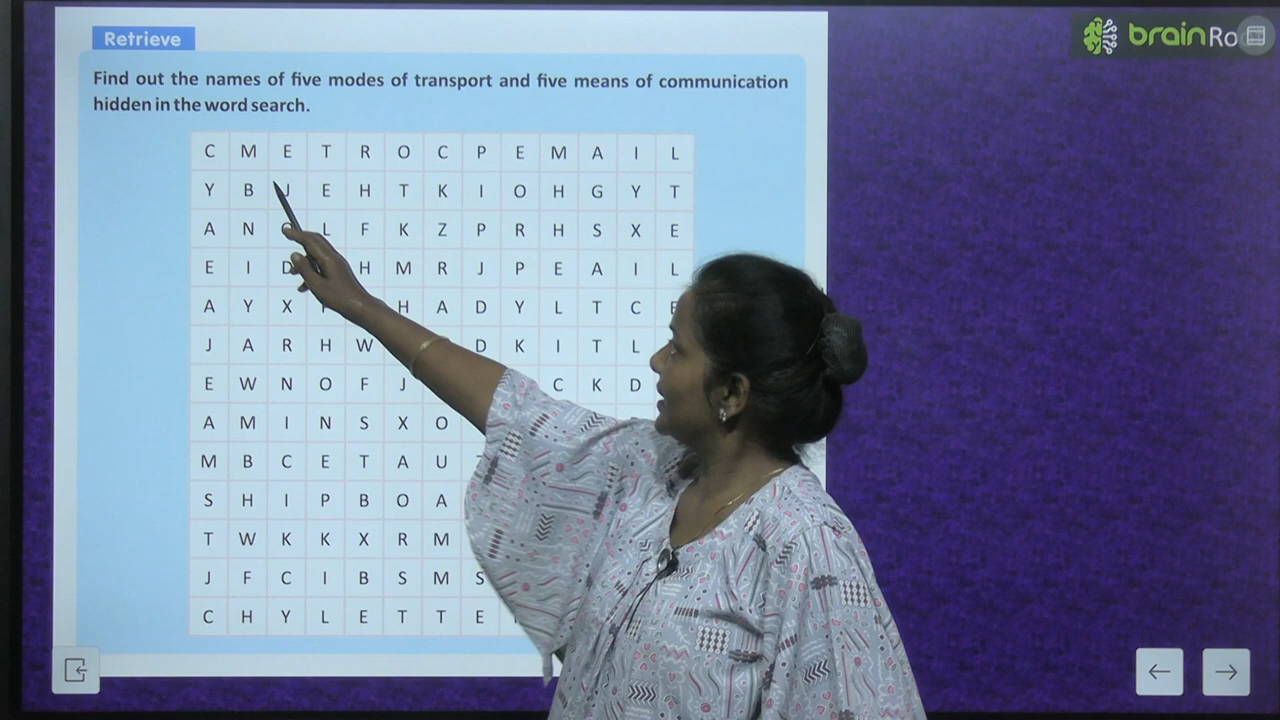 Retrieve
brainRo
Find out the names of five modes of transport and five means of communication
hidden in the word search.
C M E T R O C P E M A I L
Y B J E H T K I O H G Y T
A N L F K Z P R H S X E
E I D H M R J P E A I L
A Y X H A D Y L T C
J A R H W D K I T L
E W N O F J C K D
A M I N S X O
M B C E T A U
S H I P B O A
T W K K X R M
J F C I B S M S
C H Y L E T T E